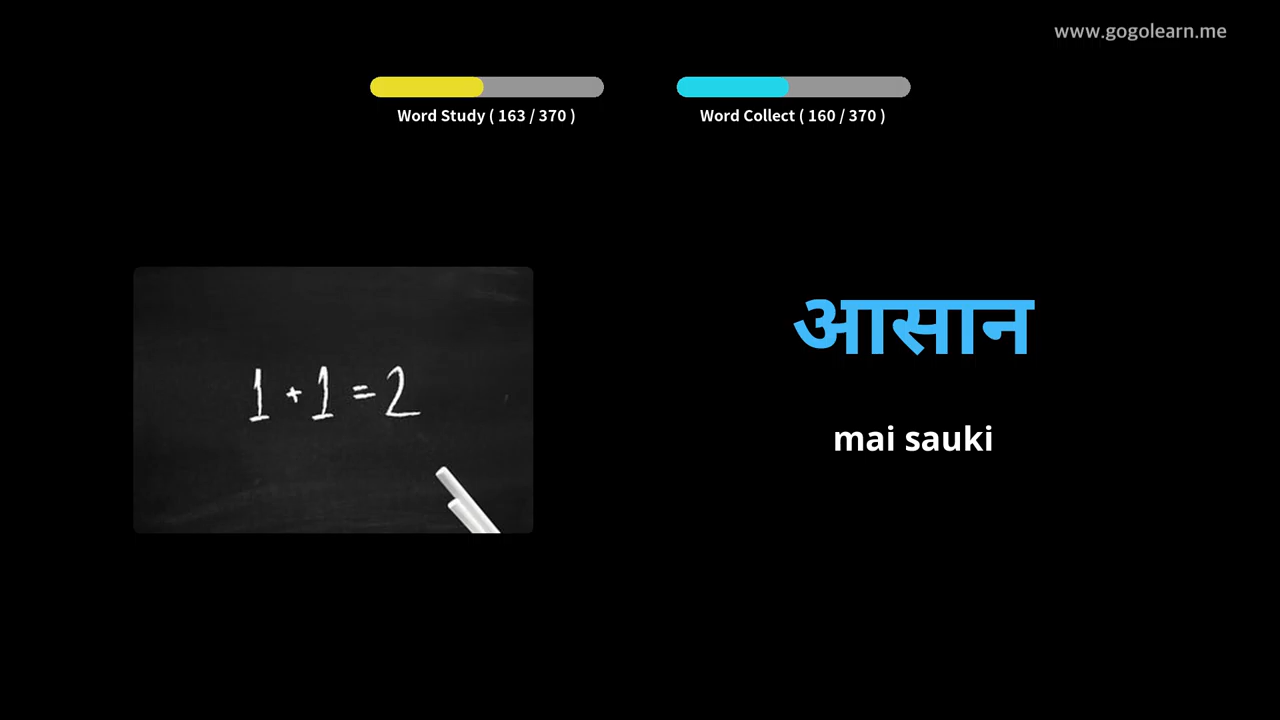 www.gogolearn.me
Word Study ( 163 / 370 )
Word Collect ( 160 / 370 )
1 + 1 = 2
आसान
mai sauki